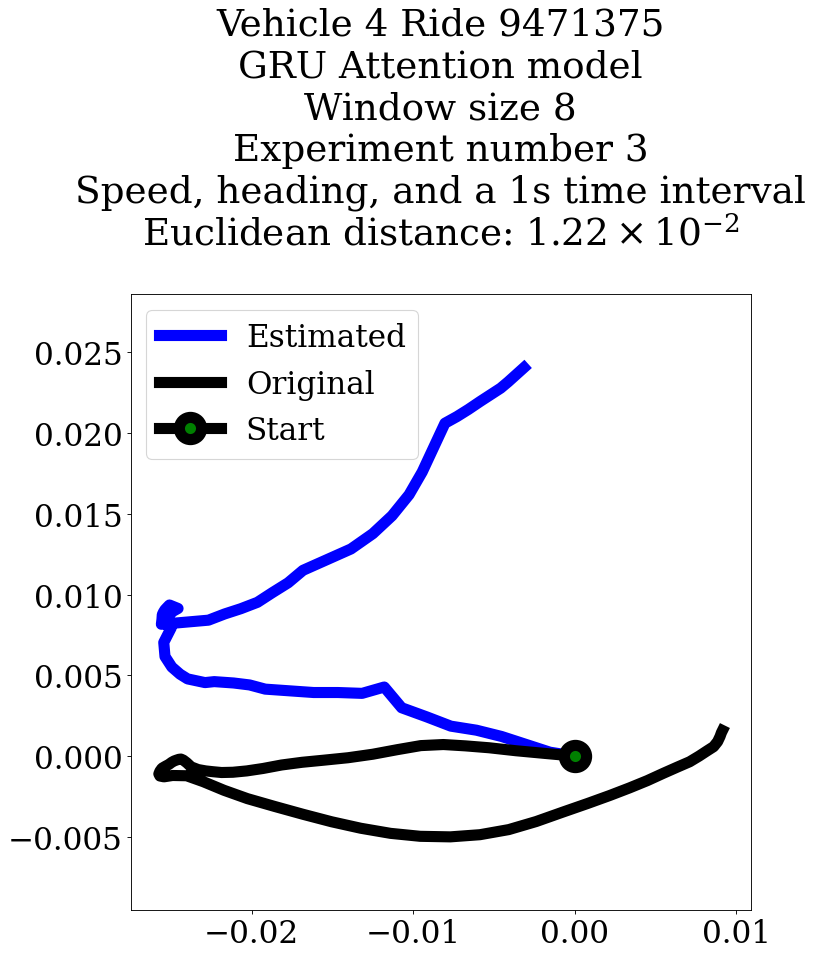 Vehicle 4 Ride 9471375
GRU Attention model
Window size 8
Experiment number 3
Speed, heading, and a 1s time interval
Euclidean distance: 1.22 × 10⁻²
Estimated
Original
Start
0.025
0.020
0.015
0.010
0.005
0.000
−0.005
−0.02
−0.01
0.00
0.01